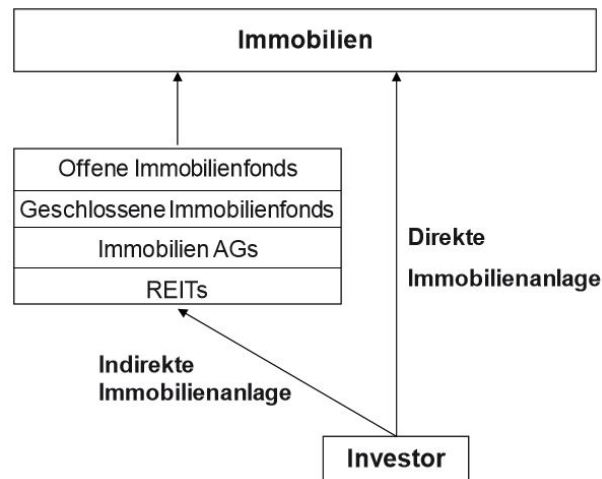 Immobilien
Offene Immobilienfonds
Geschlossene Immobilienfonds
Immobilien AGs
REITs
Direkte
Immobilienanlage
Indirekte
Immobilienanlage
Investor